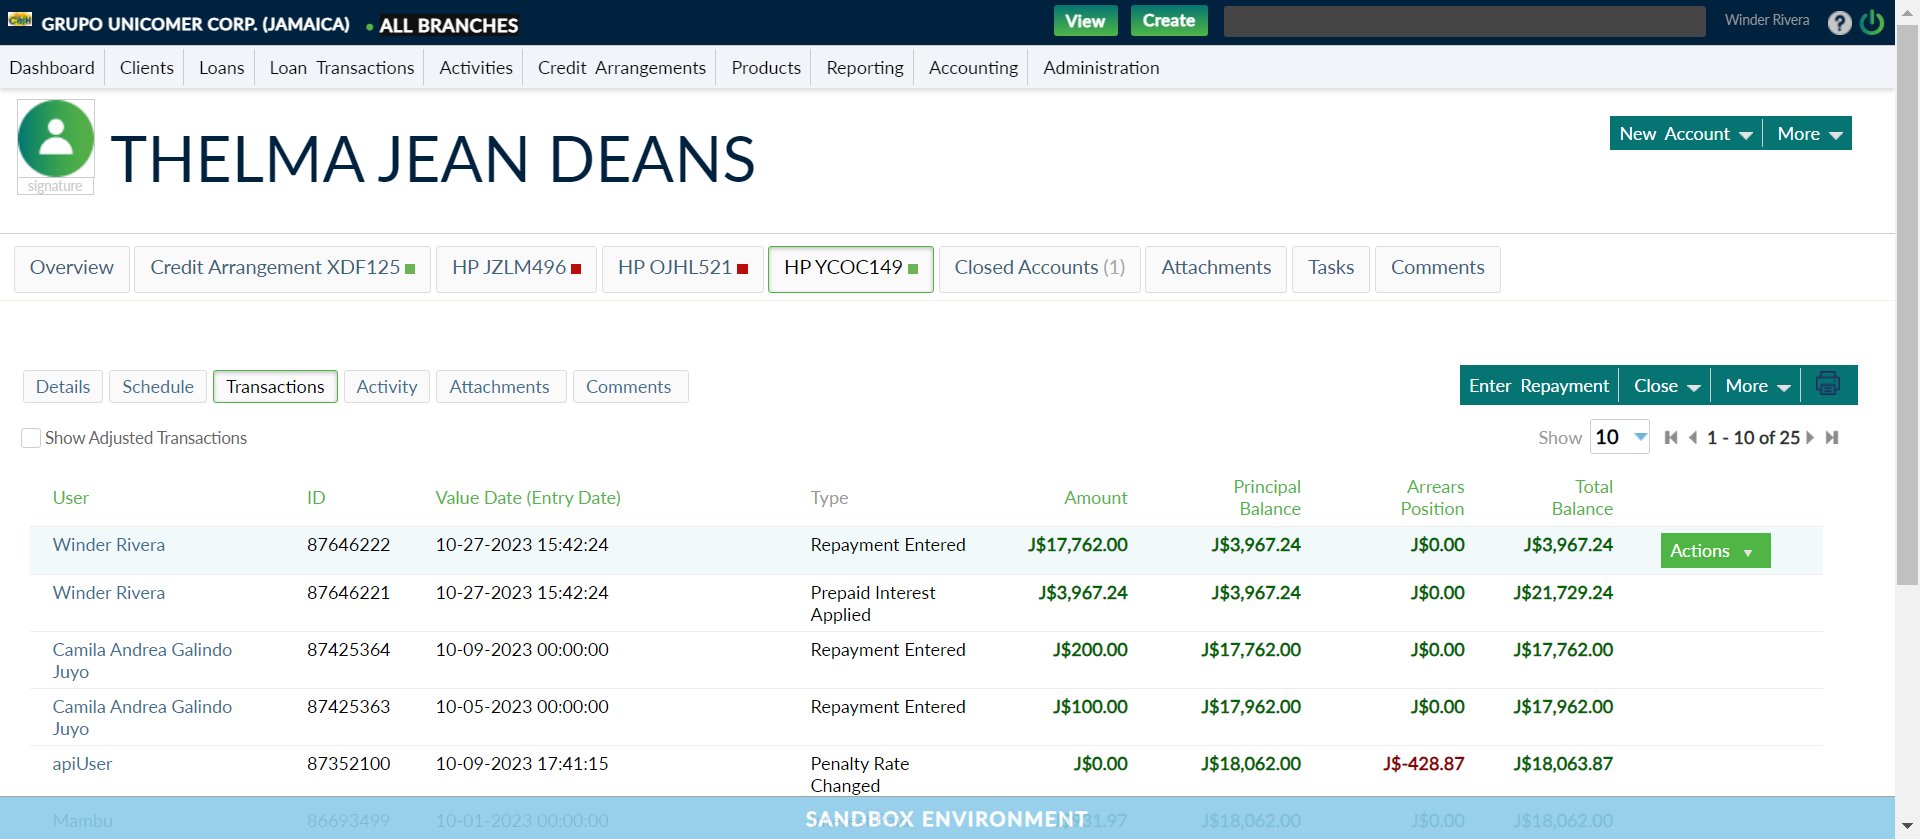 GRUPO UNICOMER CORP. (JAMAICA) • ALL BRANCHES View Create Winder Rivera ?
Dashboard Clients Loans Loan Transactions Activities Credit Arrangements Products Reporting Accounting Administration
signature
THELMA JEAN DEANS
New Account More
Overview Credit Arrangement XDF125 HP JZLM496 HP OJHL521 HP YCOC149 Closed Accounts (1) Attachments Tasks Comments
Details Schedule Transactions Activity Attachments Comments
Enter Repayment Close More
Show Adjusted Transactions
Show 10 1 - 10 of 25
User ID Value Date (Entry Date) Type Amount Principal Balance Arrears Position Total Balance
Winder Rivera 87646222 10-27-2023 15:42:24 Repayment Entered J$17,762.00 J$3,967.24 J$0.00 J$3,967.24 Actions
Winder Rivera 87646221 10-27-2023 15:42:24 Prepaid Interest Applied J$3,967.24 J$3,967.24 J$0.00 J$21,729.24
Camila Andrea Galindo Juyo 87425364 10-09-2023 00:00:00 Repayment Entered J$200.00 J$17,762.00 J$0.00 J$17,762.00
Camila Andrea Galindo Juyo 87425363 10-05-2023 00:00:00 Repayment Entered J$100.00 J$17,962.00 J$0.00 J$17,962.00
apiUser 87352100 10-09-2023 17:41:15 Penalty Rate Changed J$0.00 J$18,062.00 J$-428.87 J$18,063.87
Mambu 86693499 10-01-2023 00:00:00 J$18,062.00 J$0.00 J$18,062.00
SANDBOX ENVIRONMENT